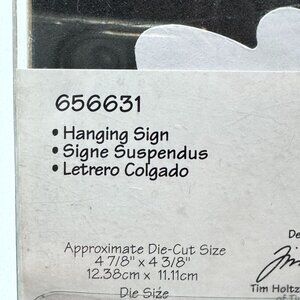 656631
• Hanging Sign
• Signe Suspendus
• Letrero Colgado
De
Approximate Die-Cut Size
4 7/8" x 4 3/8"
12.38cm x 11.11cm
Tim Holtz
Die Size